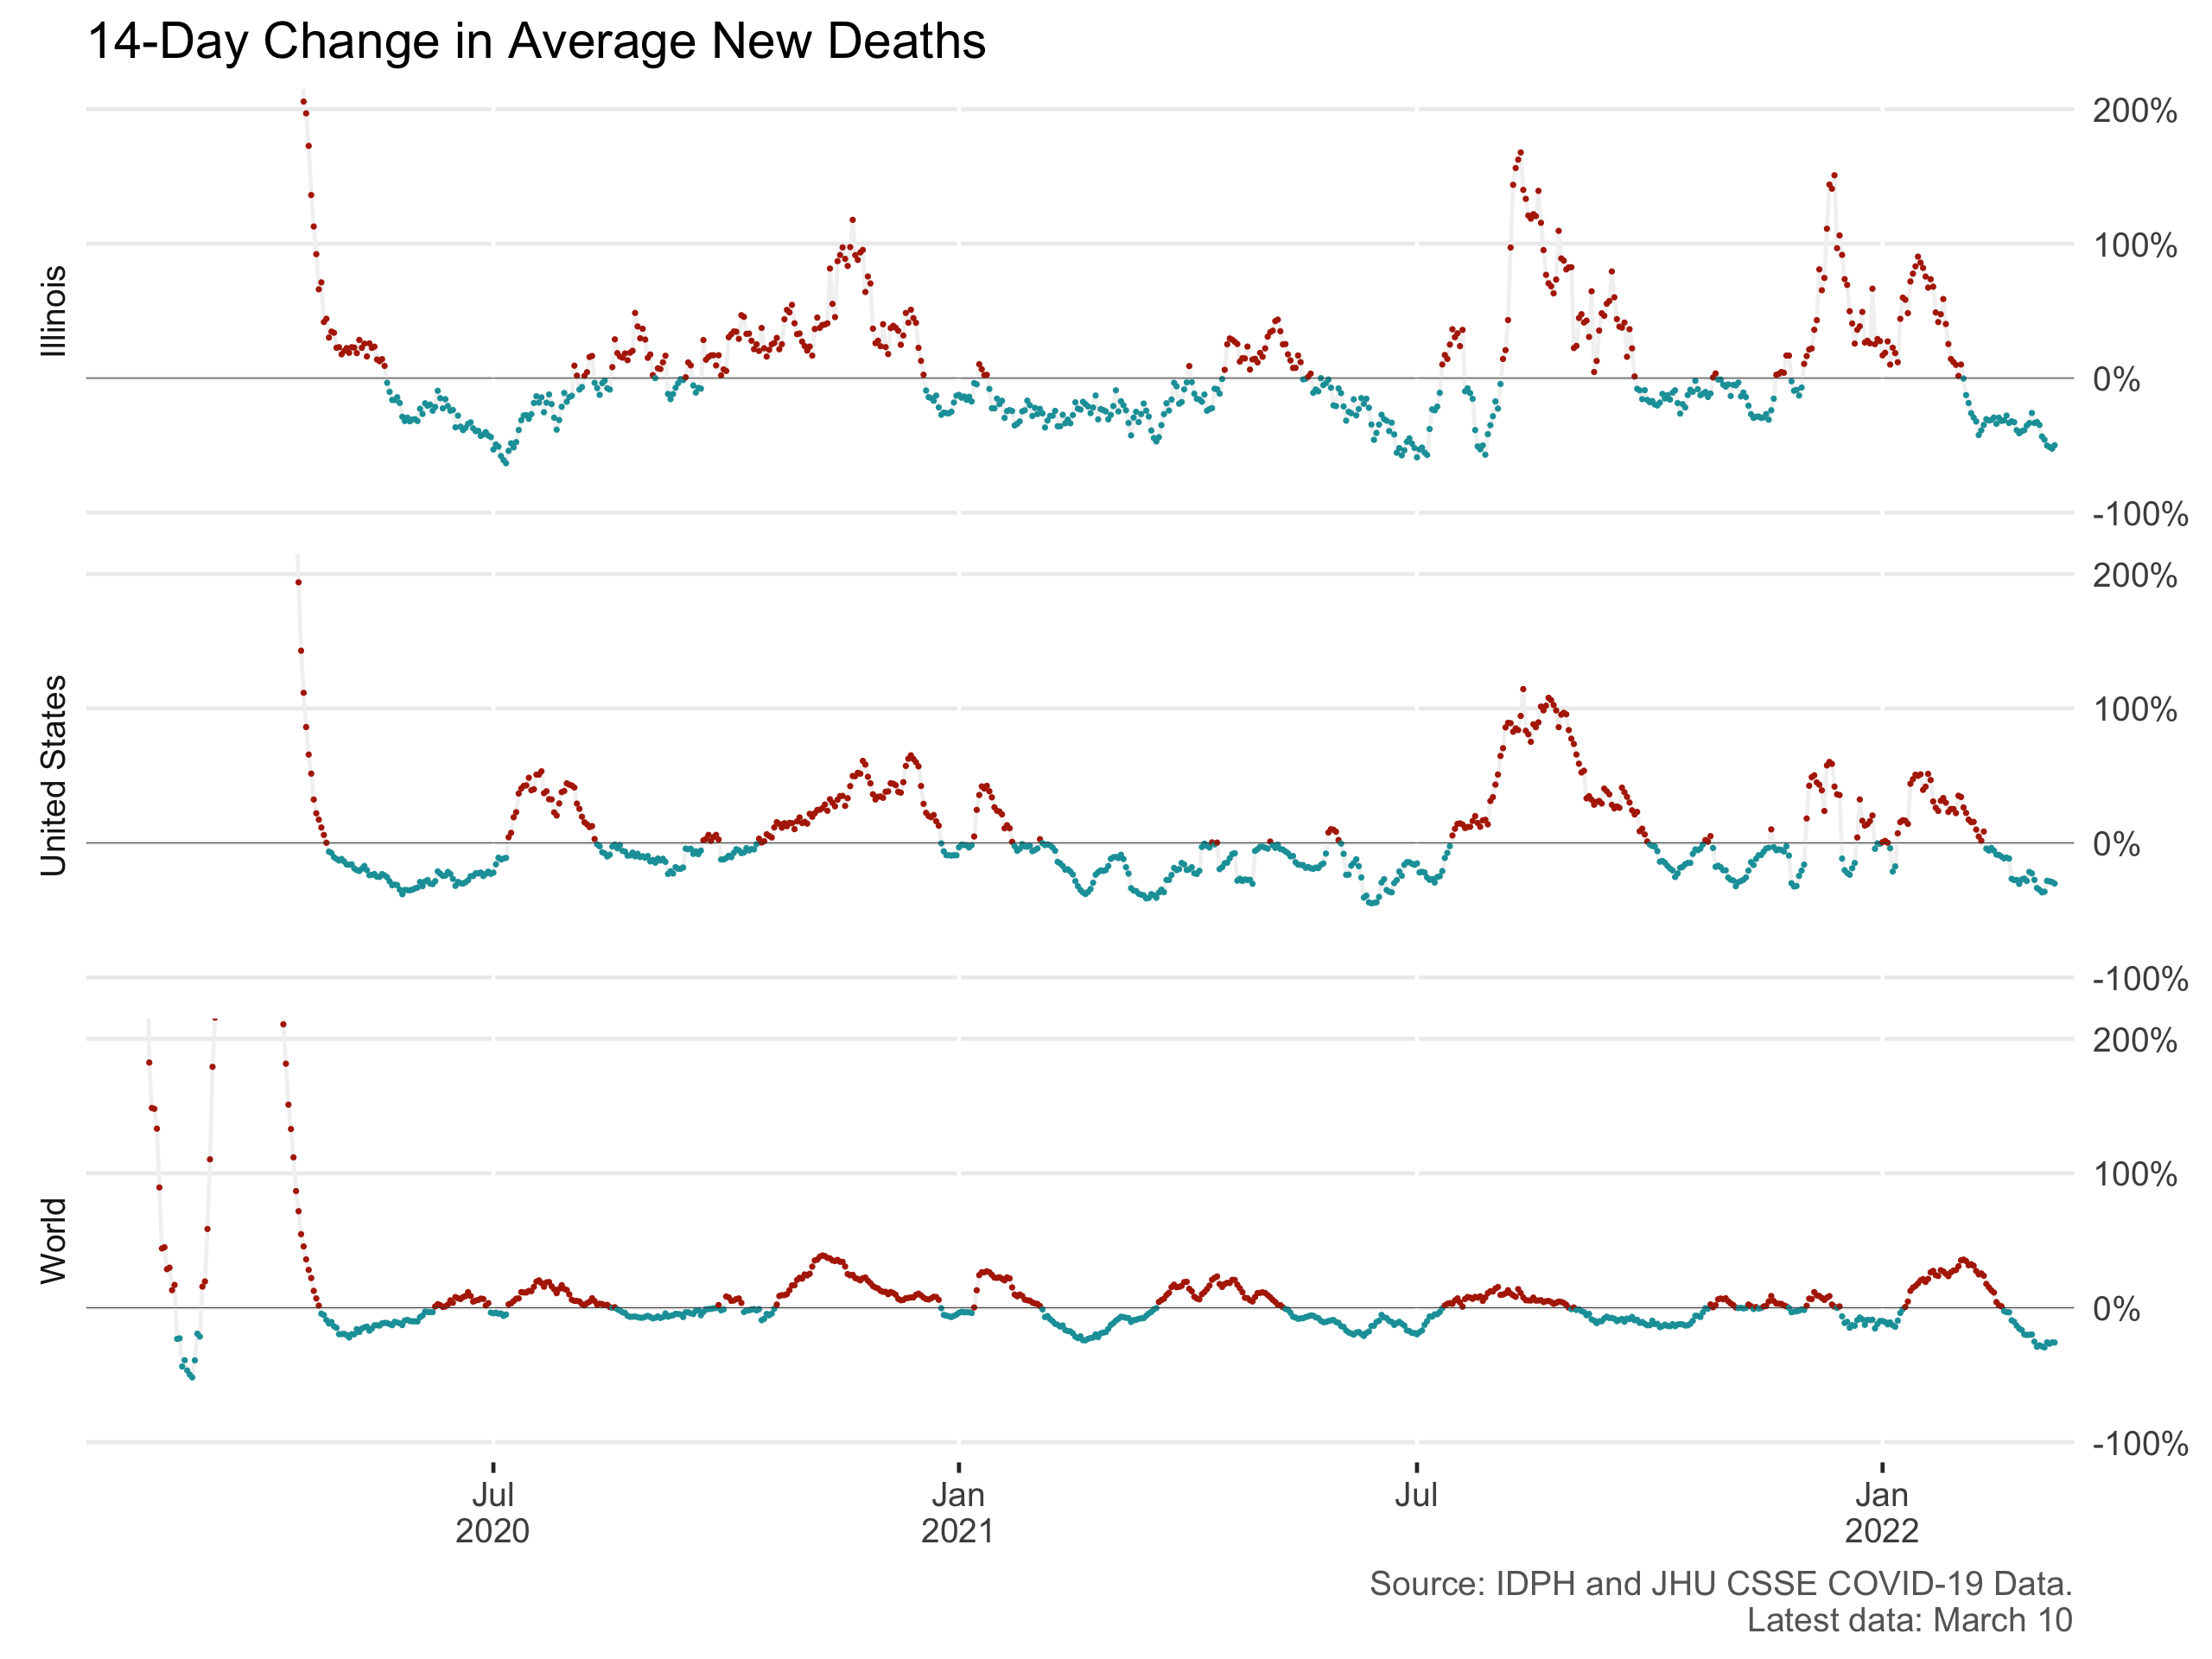 14-Day Change in Average New Deaths
Illinois
200%
100%
0%
-100%
United States
200%
100%
0%
-100%
World
200%
100%
0%
-100%
Jul
2020
Jan
2021
Jul
Jan
2022
Source: IDPH and JHU CSSE COVID-19 Data.
Latest data: March 10